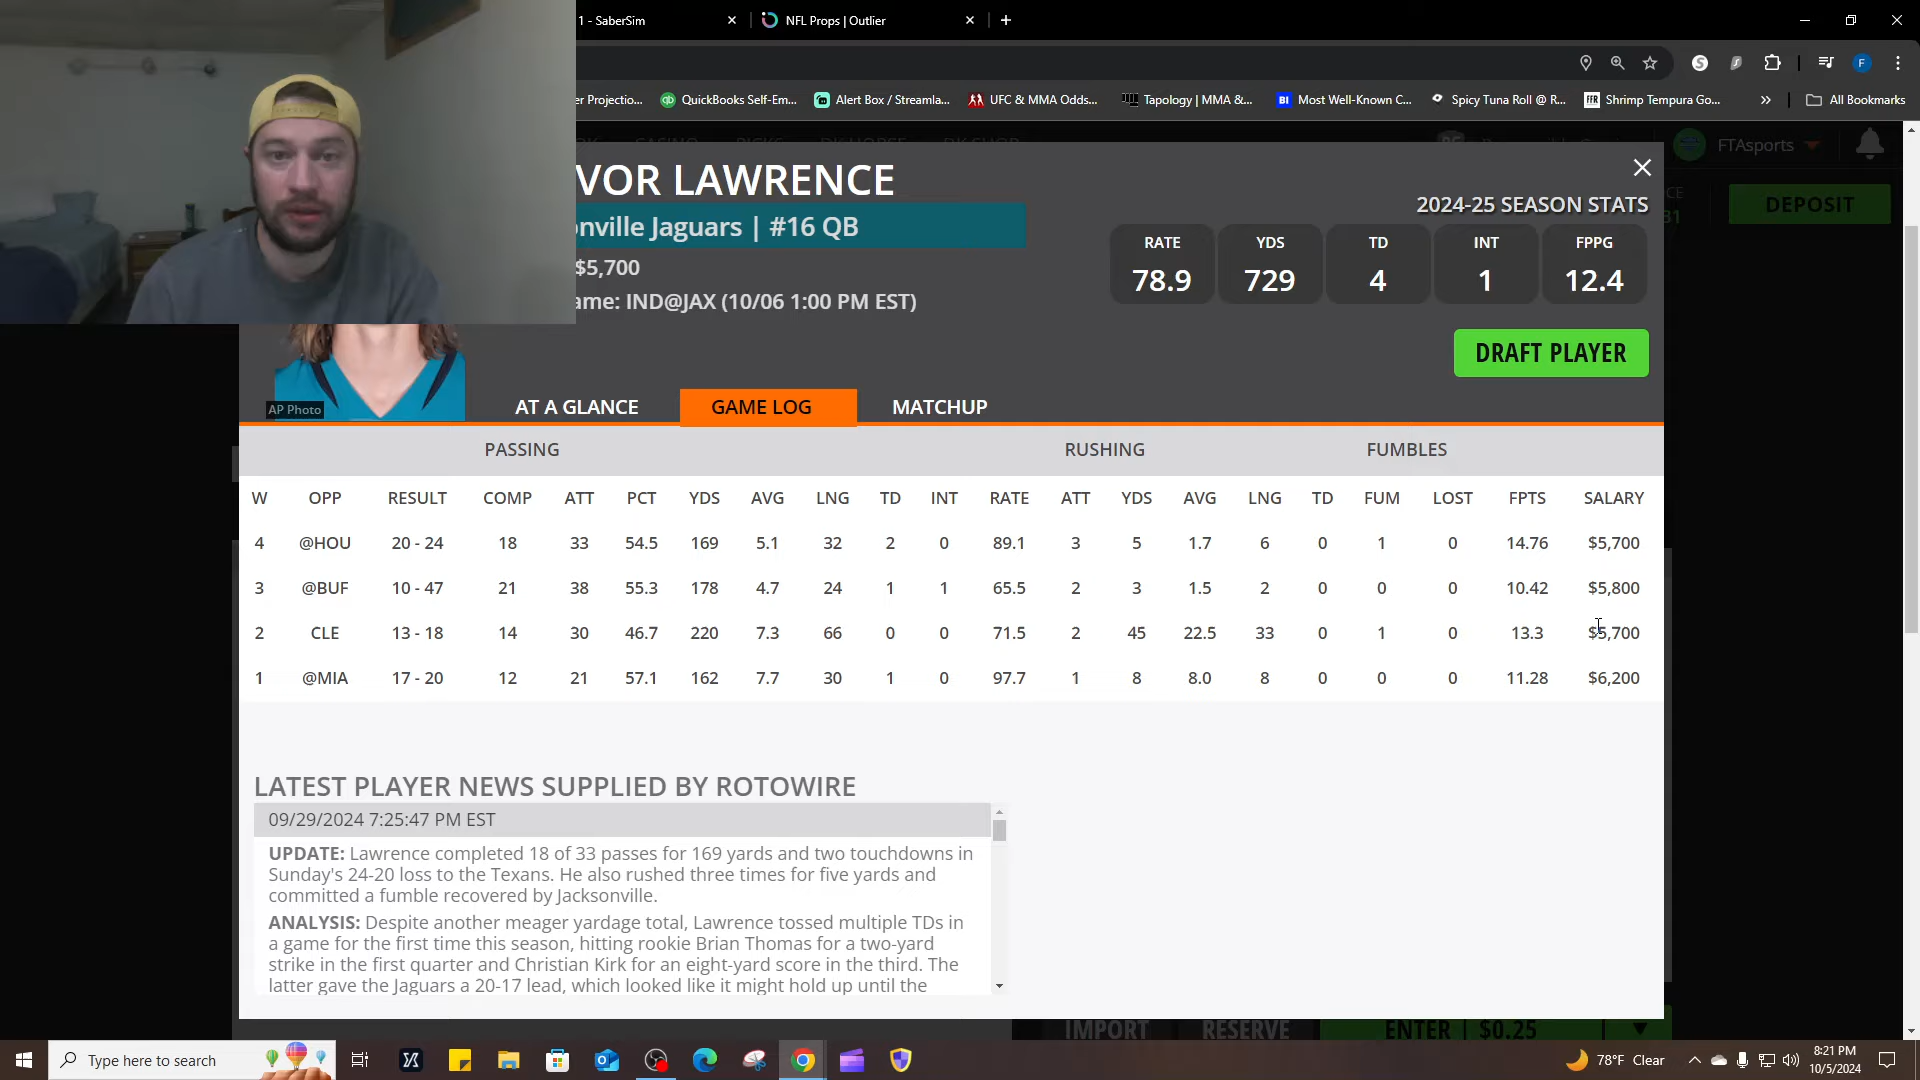 1 - SaberSim
NFL Props | Outlier
er Projectio...
QuickBooks Self-Em...
Alert Box / Streamla...
UFC & MMA Odds...
Tapology | MMA &...
BI Most Well-Known C...
Spicy Tuna Roll @ R...
FFR Shrimp Tempura Go...
All Bookmarks
FTAsports
DEPOSIT
VOR LAWRENCE
onville Jaguars | #16 QB
$5,700
ame: IND@JAX (10/06 1:00 PM EST)
2024-25 SEASON STATS
RATE YDS TD INT FPPG
78.9 729 4 1 12.4
DRAFT PLAYER
AP Photo
AT A GLANCE GAME LOG MATCHUP
PASSING RUSHING FUMBLES
W OPP RESULT COMP ATT PCT YDS AVG LNG TD INT RATE ATT YDS AVG LNG TD FUM LOST FPTS SALARY
4 @HOU 20 - 24 18 33 54.5 169 5.1 32 2 0 89.1 3 5 1.7 6 0 1 0 14.76 $5,700
3 @BUF 10 - 47 21 38 55.3 178 4.7 24 1 1 65.5 2 3 1.5 2 0 0 0 10.42 $5,800
2 CLE 13 - 18 14 30 46.7 220 7.3 66 0 0 71.5 2 45 22.5 33 0 1 0 13.3 $5,700
1 @MIA 17 - 20 12 21 57.1 162 7.7 30 1 0 97.7 1 8 8.0 8 0 0 0 11.28 $6,200
LATEST PLAYER NEWS SUPPLIED BY ROTOWIRE
09/29/2024 7:25:47 PM EST
UPDATE: Lawrence completed 18 of 33 passes for 169 yards and two touchdowns in
Sunday's 24-20 loss to the Texans. He also rushed three times for five yards and
committed a fumble recovered by Jacksonville.
ANALYSIS: Despite another meager yardage total, Lawrence tossed multiple TDs in
a game for the first time this season, hitting rookie Brian Thomas for a two-yard
strike in the first quarter and Christian Kirk for an eight-yard score in the third. The
latter gave the Jaguars a 20-17 lead, which looked like it might hold up until the
IMPORT RESERVE ENTER | $0.25
Type here to search
78°F Clear
8:21 PM
10/5/2024